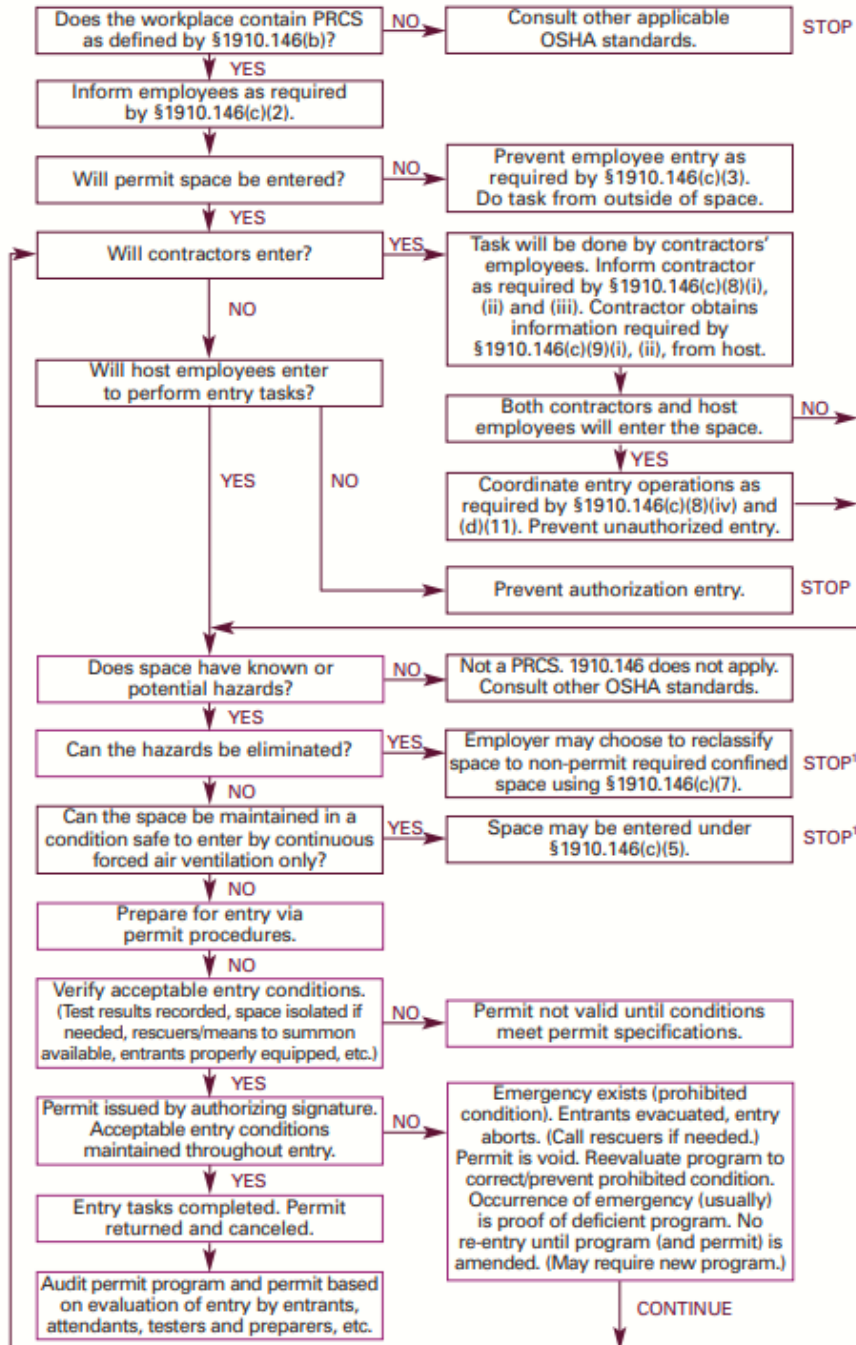 Does the workplace contain PRCS
as defined by §1910.146(b)?
NO
Consult other applicable
OSHA standards.
STOP
YES
Inform employees as required
by §1910.146(c)(2).
Will permit space be entered?
NO
Prevent employee entry as
required by §1910.146(c)(3).
Do task from outside of space.
YES
Will contractors enter?
YES
Task will be done by contractors’
employees. Inform contractor
as required by §1910.146(c)(8)(i),
(ii) and (iii). Contractor obtains
information required by
§1910.146(c)(9)(i), (ii), from host.
NO
Will host employees enter
to perform entry tasks?
Both contractors and host
employees will enter the space.
NO
YES
YES
NO
Coordinate entry operations as
required by §1910.146(c)(8)(iv) and
(d)(11). Prevent unauthorized entry.
Prevent authorization entry.
STOP
Does space have known or
potential hazards?
NO
Not a PRCS. 1910.146 does not apply.
Consult other OSHA standards.
YES
Can the hazards be eliminated?
YES
Employer may choose to reclassify
space to non-permit required confined
space using §1910.146(c)(7).
STOP¹
NO
Can the space be maintained in a
condition safe to enter by continuous
forced air ventilation only?
YES
Space may be entered under
§1910.146(c)(5).
STOP¹
NO
Prepare for entry via
permit procedures.
NO
Verify acceptable entry conditions.
(Test results recorded, space isolated if
needed, rescuers/means to summon
available, entrants properly equipped, etc.)
NO
Permit not valid until conditions
meet permit specifications.
YES
Permit issued by authorizing signature.
Acceptable entry conditions
maintained throughout entry.
NO
Emergency exists (prohibited
condition). Entrants evacuated, entry
aborts. (Call rescuers if needed.)
Permit is void. Reevaluate program to
correct/prevent prohibited condition.
Occurrence of emergency (usually)
is proof of deficient program. No
re-entry until program (and permit) is
amended. (May require new program.)
YES
Entry tasks completed. Permit
returned and canceled.
Audit permit program and permit based
on evaluation of entry by entrants,
attendants, testers and preparers, etc.
CONTINUE